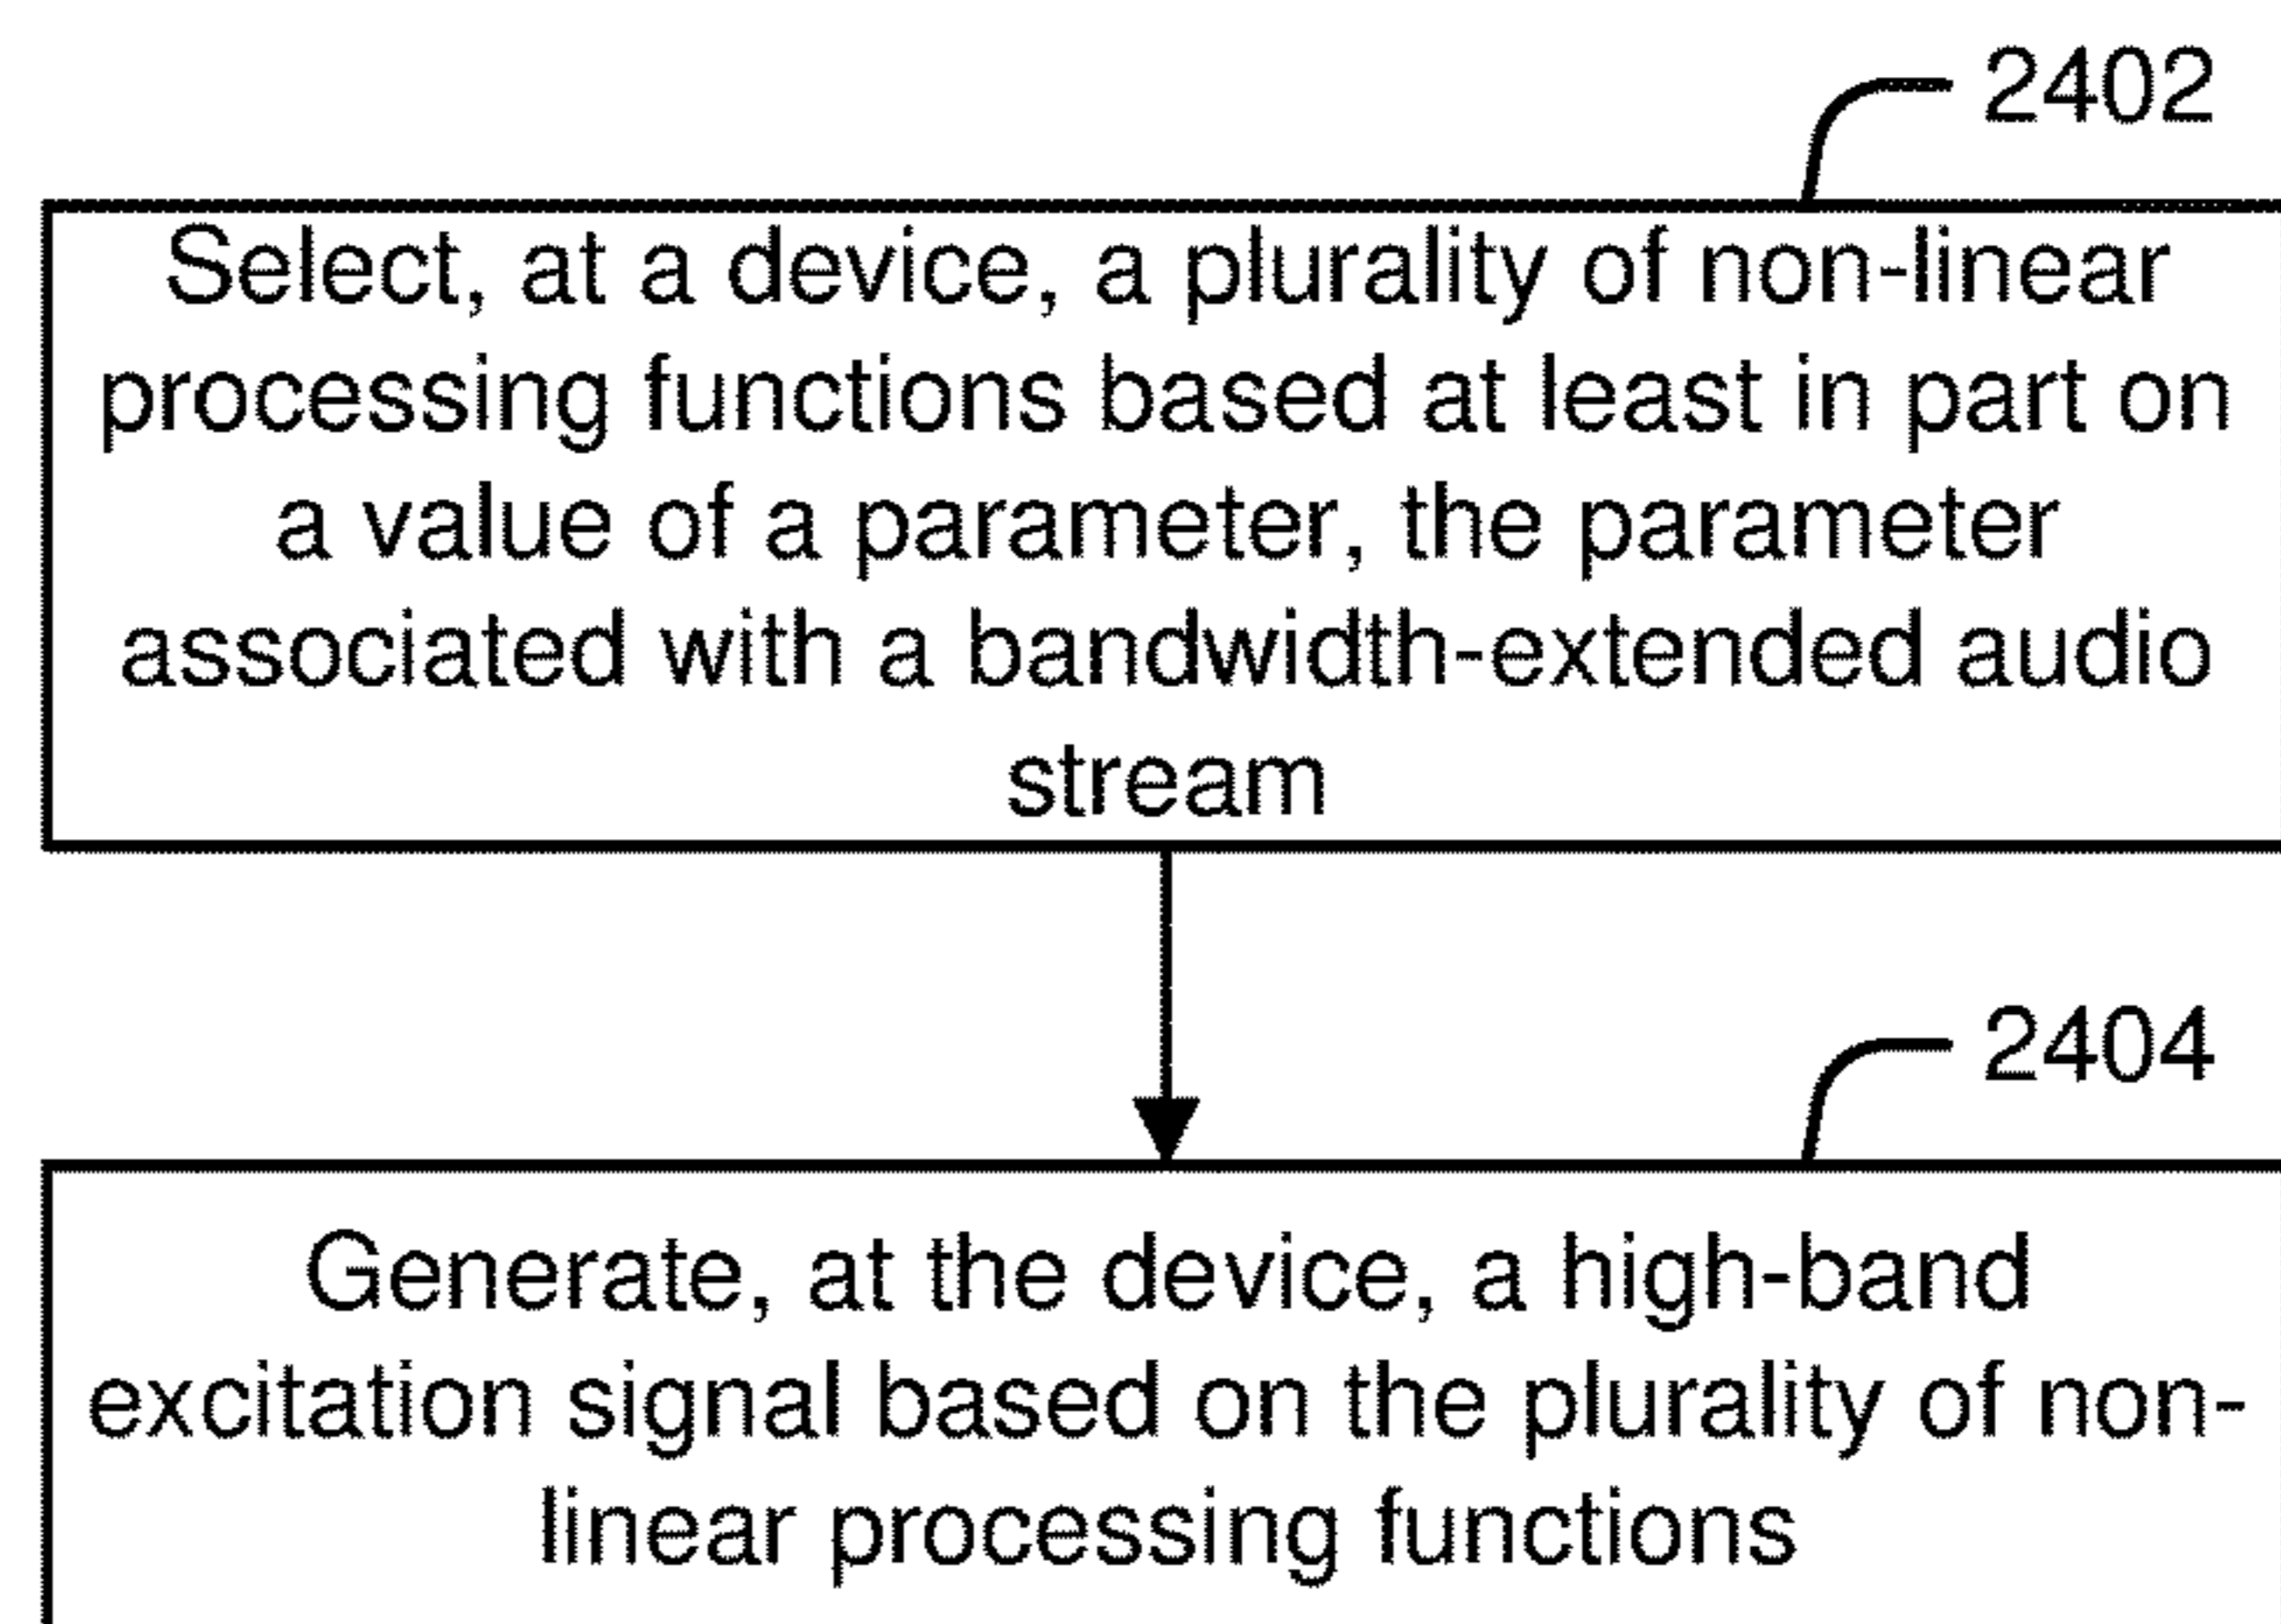 2402
Select, at a device, a plurality of non-linear
processing functions based at least in part on
a value of a parameter, the parameter
associated with a bandwidth-extended audio
stream
2404
Generate, at the device, a high-band
excitation signal based on the plurality of non-
linear processing functions